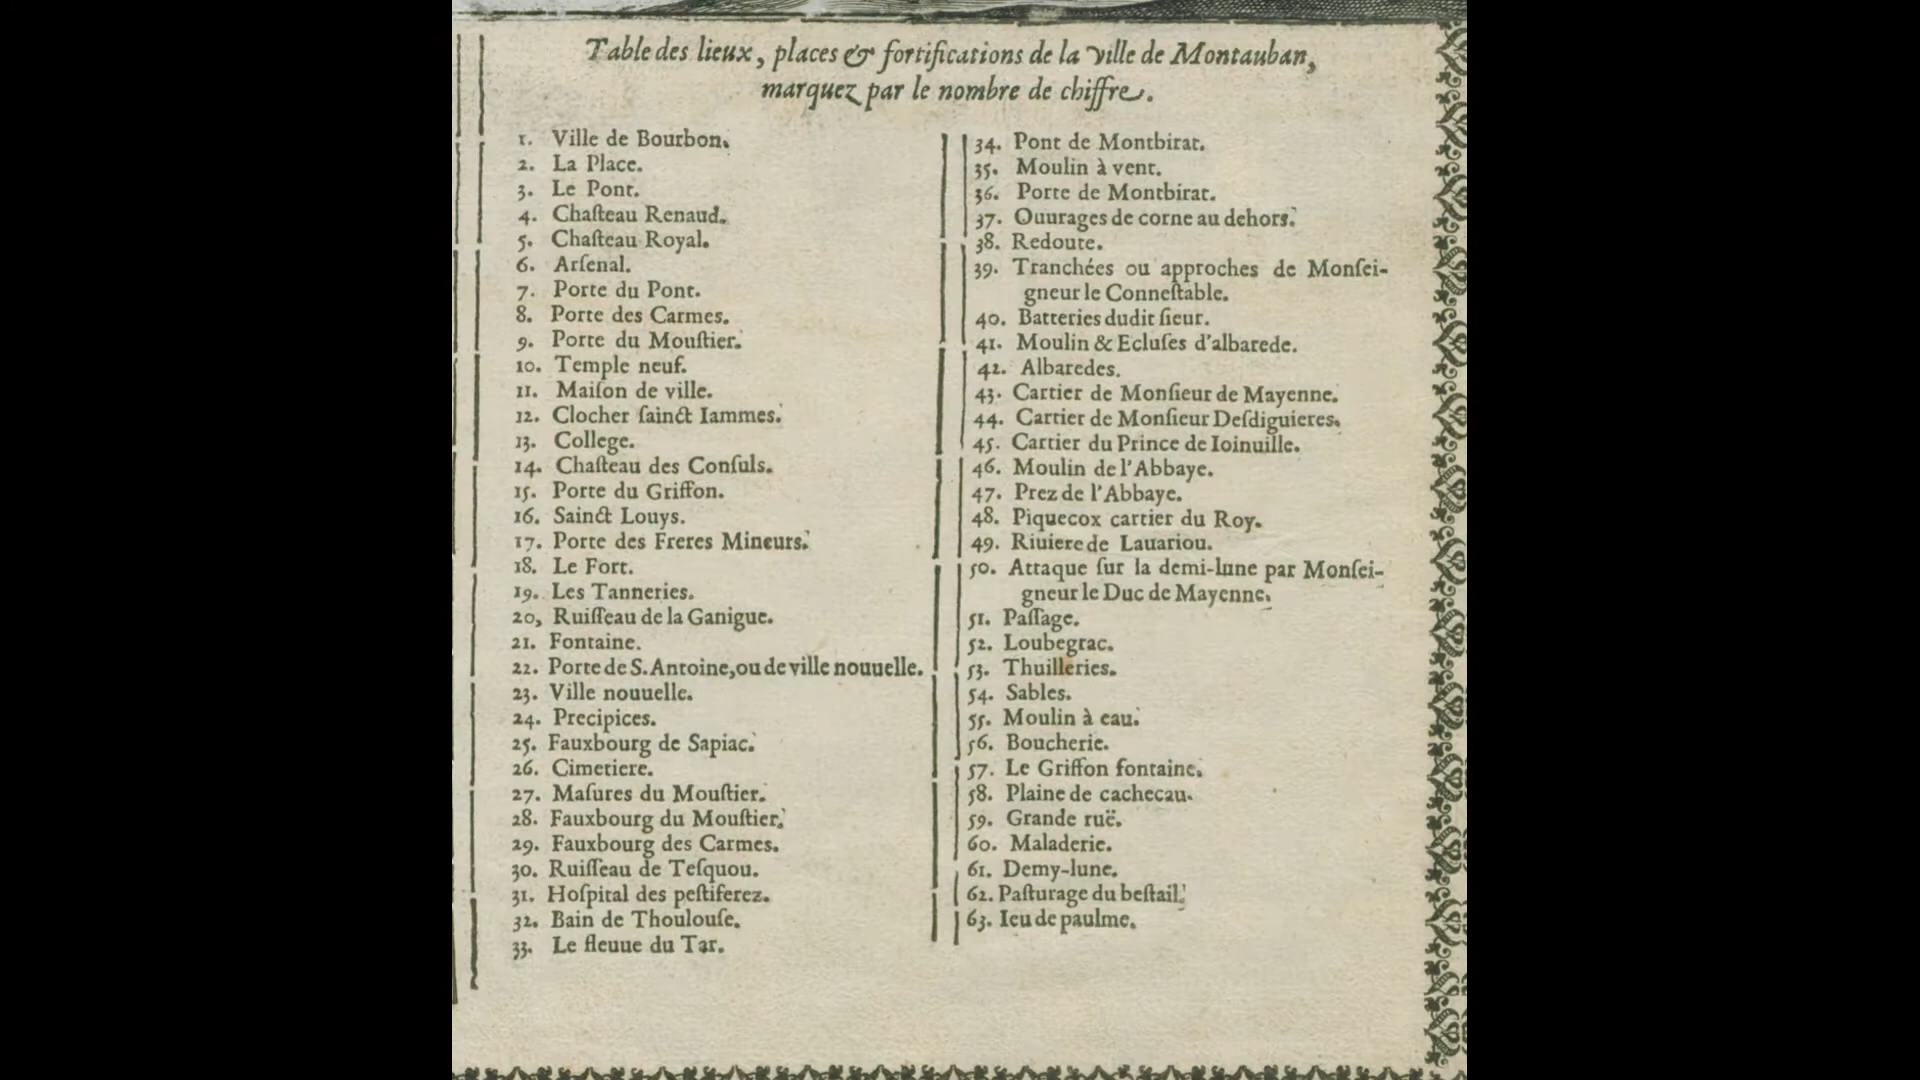 Table des lieux, places & fortifications de la ville de Montauban,
marquez par le nombre de chiffre.
1. Ville de Bourbon.
2. La Place.
3. Le Pont.
4. Chaſteau Renaud.
5. Chaſteau Royal.
6. Arſenal.
7. Porte du Pont.
8. Porte des Carmes.
9. Porte du Mouſtier.
10. Temple neuf.
11. Maiſon de ville.
12. Clocher ſainct Iammes.
13. College.
14. Chaſteau des Conſuls.
15. Porte du Griffon.
16. Sainct Louys.
17. Porte des Freres Mineurs.
18. Le Fort.
19. Les Tanneries.
20, Ruiſſeau de la Ganigue.
21. Fontaine.
22. Porte de S. Antoine, ou de ville nouuelle.
23. Ville nouuelle.
24. Precipices.
25. Fauxbourg de Sapiac.
26. Cimetiere.
27. Maſures du Mouſtier.
28. Fauxbourg du Mouſtier.
29. Fauxbourg des Carmes.
30. Ruiſſeau de Teſquou.
31. Hoſpital des peſtiferez.
32. Bain de Thoulouſe.
33. Le fleuue du Tar.
34. Pont de Montbirat.
35. Moulin à vent.
36. Porte de Montbirat.
37. Ouurages de corne au dehors.
38. Redoute.
39. Tranchées ou approches de Monſei-
gneur le Conneſtable.
40. Batteries dudit ſieur.
41. Moulin & Ecluſes d'albarede.
42. Albaredes.
43. Cartier de Monſieur de Mayenne.
44. Cartier de Monſieur Deſdiguieres.
45. Cartier du Prince de Ioinuille.
46. Moulin de l'Abbaye.
47. Prez de l'Abbaye.
48. Piquecox cartier du Roy.
49. Riuiere de Lauariou.
50. Attaque ſur la demi-lune par Monſei-
gneur le Duc de Mayenne.
51. Paſſage.
52. Loubegrac.
53. Thuilleries.
54. Sables.
55. Moulin à eau.
56. Boucherie.
57. Le Griffon fontaine.
58. Plaine de cachecau.
59. Grande ruë.
60. Maladerie.
61. Demy-lune.
62. Paſturage du beſtail.
63. Ieu de paulme.